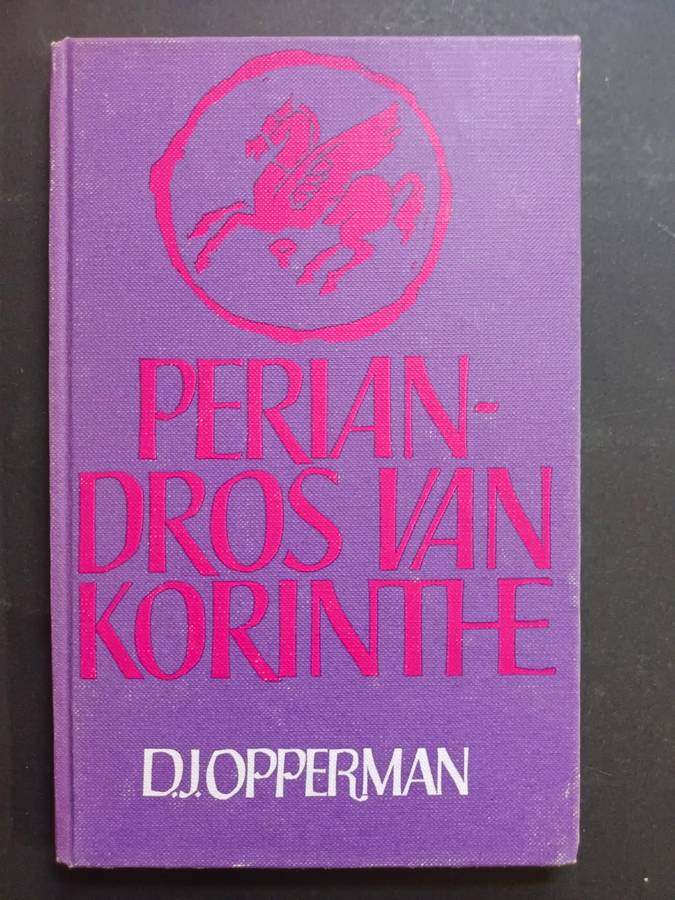 PERIAN-
DROS VAN
KORINTHE
D.J. OPPERMAN